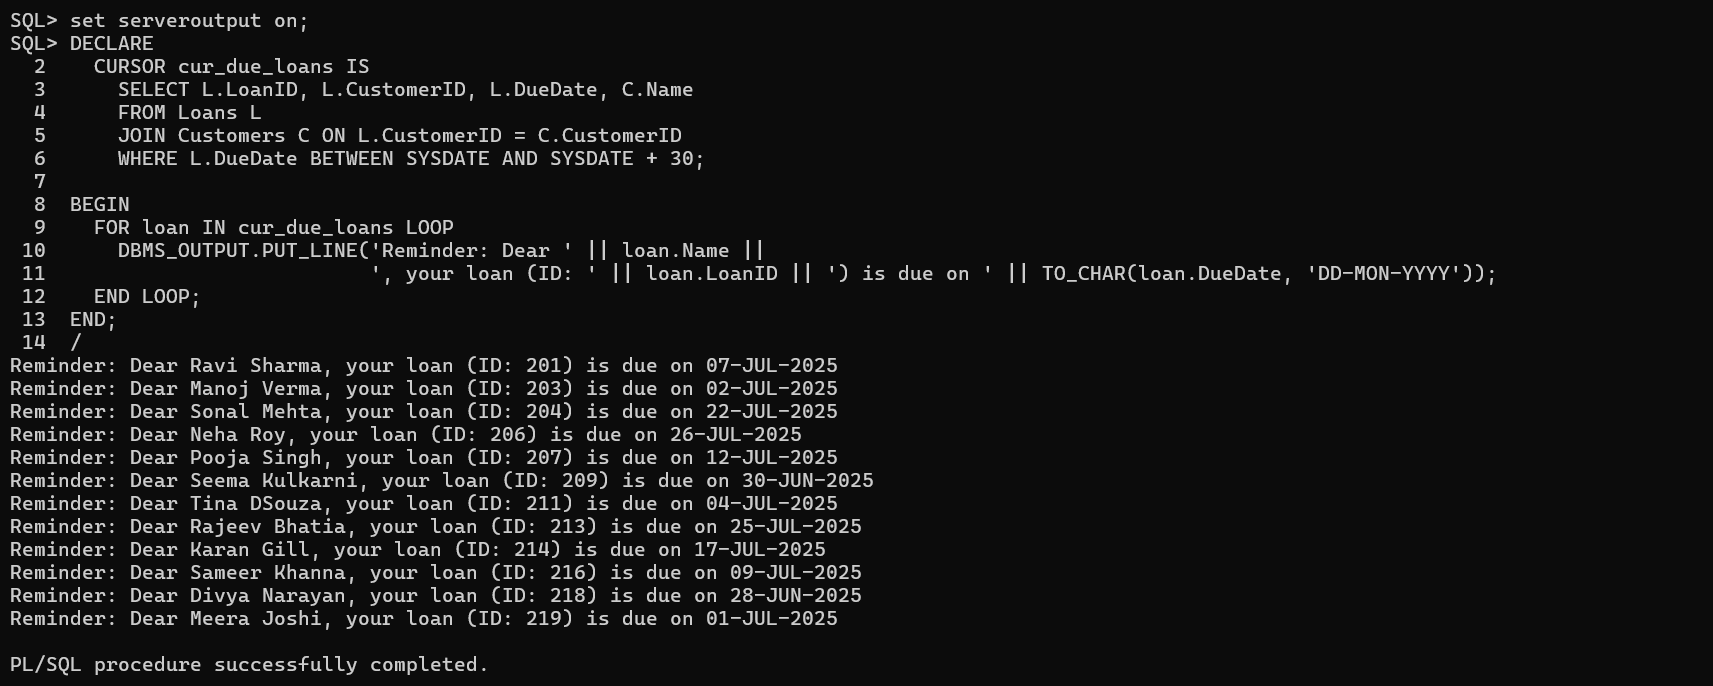 SQL> set serveroutput on;
SQL> DECLARE
  2    CURSOR cur_due_loans IS
  3      SELECT L.LoanID, L.CustomerID, L.DueDate, C.Name
  4      FROM Loans L
  5      JOIN Customers C ON L.CustomerID = C.CustomerID
  6      WHERE L.DueDate BETWEEN SYSDATE AND SYSDATE + 30;
  7
  8  BEGIN
  9    FOR loan IN cur_due_loans LOOP
 10      DBMS_OUTPUT.PUT_LINE('Reminder: Dear ' || loan.Name ||
 11                           ', your loan (ID: ' || loan.LoanID || ') is due on ' || TO_CHAR(loan.DueDate, 'DD-MON-YYYY'));
 12    END LOOP;
 13  END;
 14  /
Reminder: Dear Ravi Sharma, your loan (ID: 201) is due on 07-JUL-2025
Reminder: Dear Manoj Verma, your loan (ID: 203) is due on 02-JUL-2025
Reminder: Dear Sonal Mehta, your loan (ID: 204) is due on 22-JUL-2025
Reminder: Dear Neha Roy, your loan (ID: 206) is due on 26-JUL-2025
Reminder: Dear Pooja Singh, your loan (ID: 207) is due on 12-JUL-2025
Reminder: Dear Seema Kulkarni, your loan (ID: 209) is due on 30-JUN-2025
Reminder: Dear Tina DSouza, your loan (ID: 211) is due on 04-JUL-2025
Reminder: Dear Rajeev Bhatia, your loan (ID: 213) is due on 25-JUL-2025
Reminder: Dear Karan Gill, your loan (ID: 214) is due on 17-JUL-2025
Reminder: Dear Sameer Khanna, your loan (ID: 216) is due on 09-JUL-2025
Reminder: Dear Divya Narayan, your loan (ID: 218) is due on 28-JUN-2025
Reminder: Dear Meera Joshi, your loan (ID: 219) is due on 01-JUL-2025

PL/SQL procedure successfully completed.